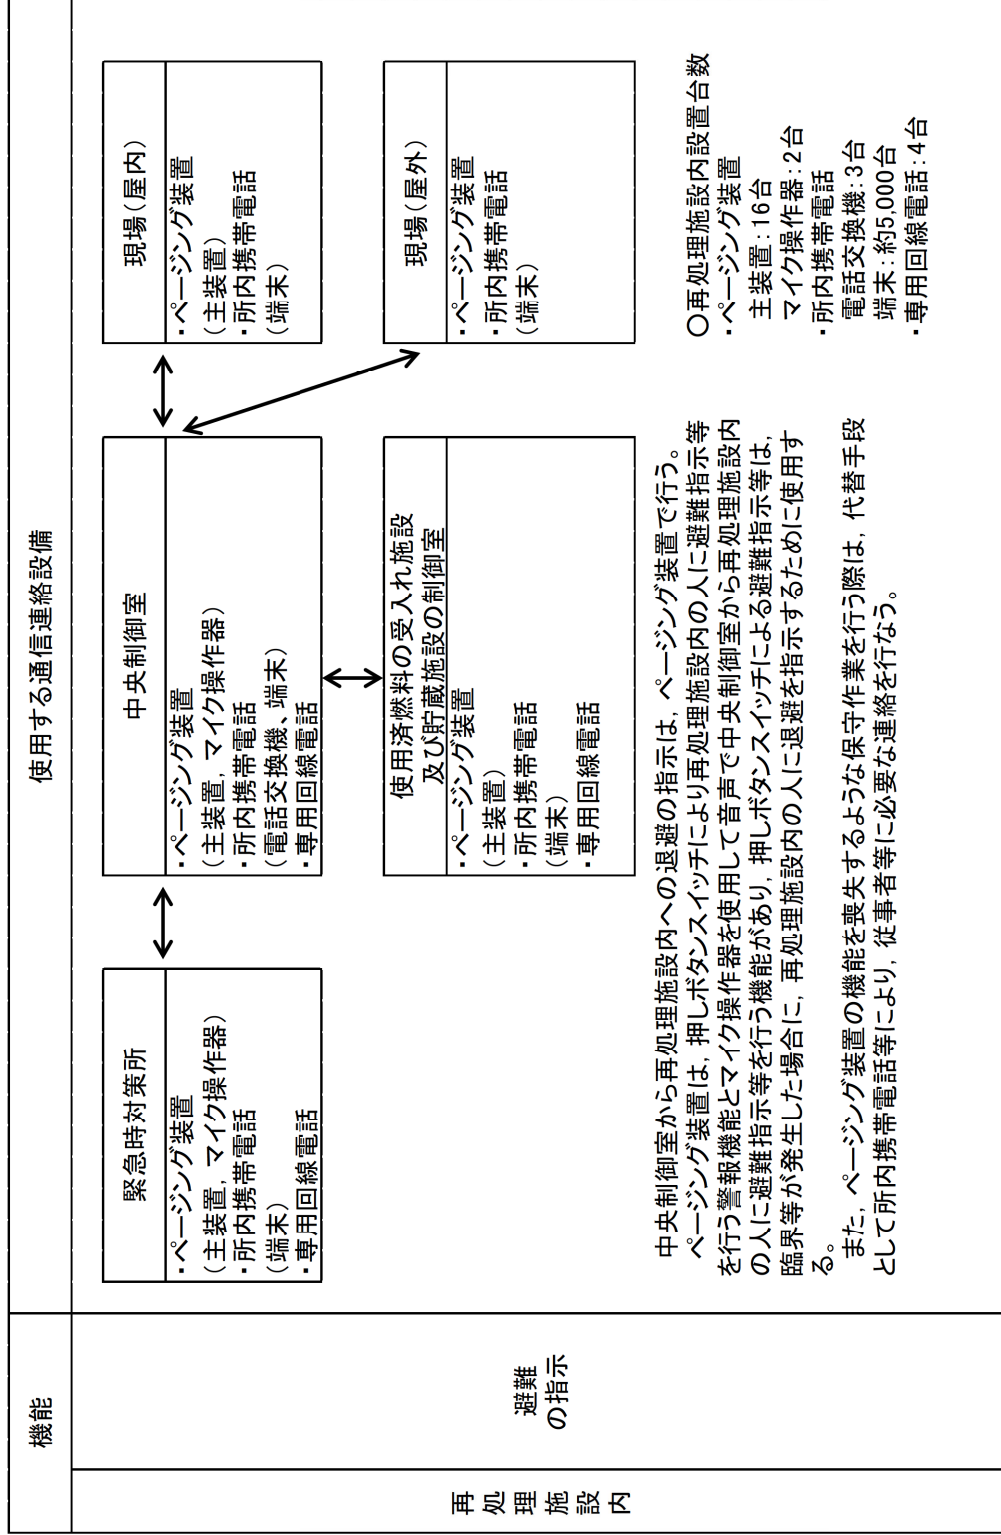 機能
使用する通信連絡設備
再処理施設内
避難
の指示
緊急時対策所
・ページング装置
(主装置, マイク操作器)
・所内携帯電話
(端末)
・専用回線電話
中央制御室
・ページング装置
(主装置, マイク操作器)
・所内携帯電話
(電話交換機、端末)
・専用回線電話
現場(屋内)
・ページング装置
(主装置)
・所内携帯電話
(端末)
使用済燃料の受入れ施設
及び貯蔵施設の制御室
・ページング装置
(主装置)
・所内携帯電話
(端末)
・専用回線電話
現場(屋外)
・ページング装置
・所内携帯電話
(端末)
中央制御室から再処理施設内への退避の指示は, ページング装置で行う。
ページング装置は, 押しボタンスイッチにより再処理施設内の人に避難指示等
を行う警報機能とマイク操作器を使用して音声で中央制御室から再処理施設内
の人に避難指示等を行う機能があり, 押しボタンスイッチによる避難指示等は,
臨界等が発生した場合に, 再処理施設内の人に退避を指示するために使用す
る。
また, ページング装置の機能を喪失するような保守作業を行う際は, 代替手段
として所内携帯電話等により, 従事者等に必要な連絡を行なう。
〇再処理施設内設置台数
・ページング装置
主装置:16台
マイク操作器:2台
・所内携帯電話
電話交換機:3台
端末:約5,000台
・専用回線電話:4台